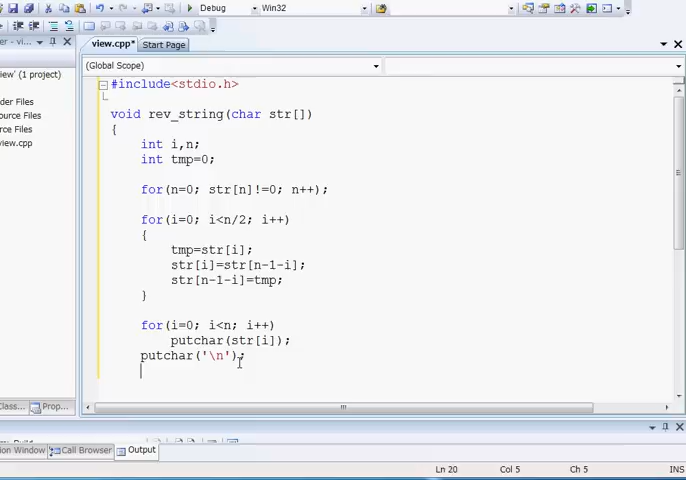 Debug Win32
er - vi...
view.cpp* Start Page
(Global Scope)
view' (1 project)
der Files
ource Files
rce Files
view.cpp
#include<stdio.h>
void rev_string(char str[])
{
int i,n;
int tmp=0;
for(n=0; str[n]!=0; n++);
for(i=0; i<n/2; i++)
{
tmp=str[i];
str[i]=str[n-1-i];
str[n-1-i]=tmp;
}
for(i=0; i<n; i++)
putchar(str[i]);
putchar('\n');
Class... Prop...
ion Window Call Browser Output
Ln 20 Col 5 Ch 5 INS